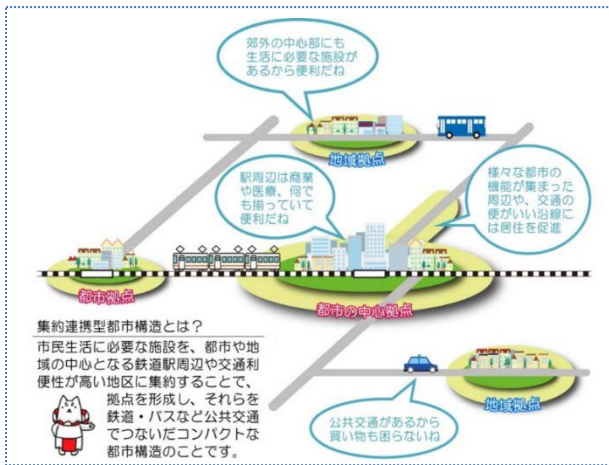 郊外の中心部にも
生活に必要な施設が
あるから便利だね
地域拠点
駅周辺は商業
や医療、何で
も揃っていて
便利だね
様々な都市の
機能が集まった
周辺や、交通の
便がいい沿線に
は居住を促進
都市拠点
都市の中心拠点
集約連携型都市構造とは?
市民生活に必要な施設を、都市や地
域の中心となる鉄道駅周辺や交通利
便性が高い地区に集約することで、
拠点を形成し、それらを
鉄道・バスなど公共交通
でつないだコンパクトな
都市構造のことです。
地域拠点
公共交通があるから
買い物も困らないね